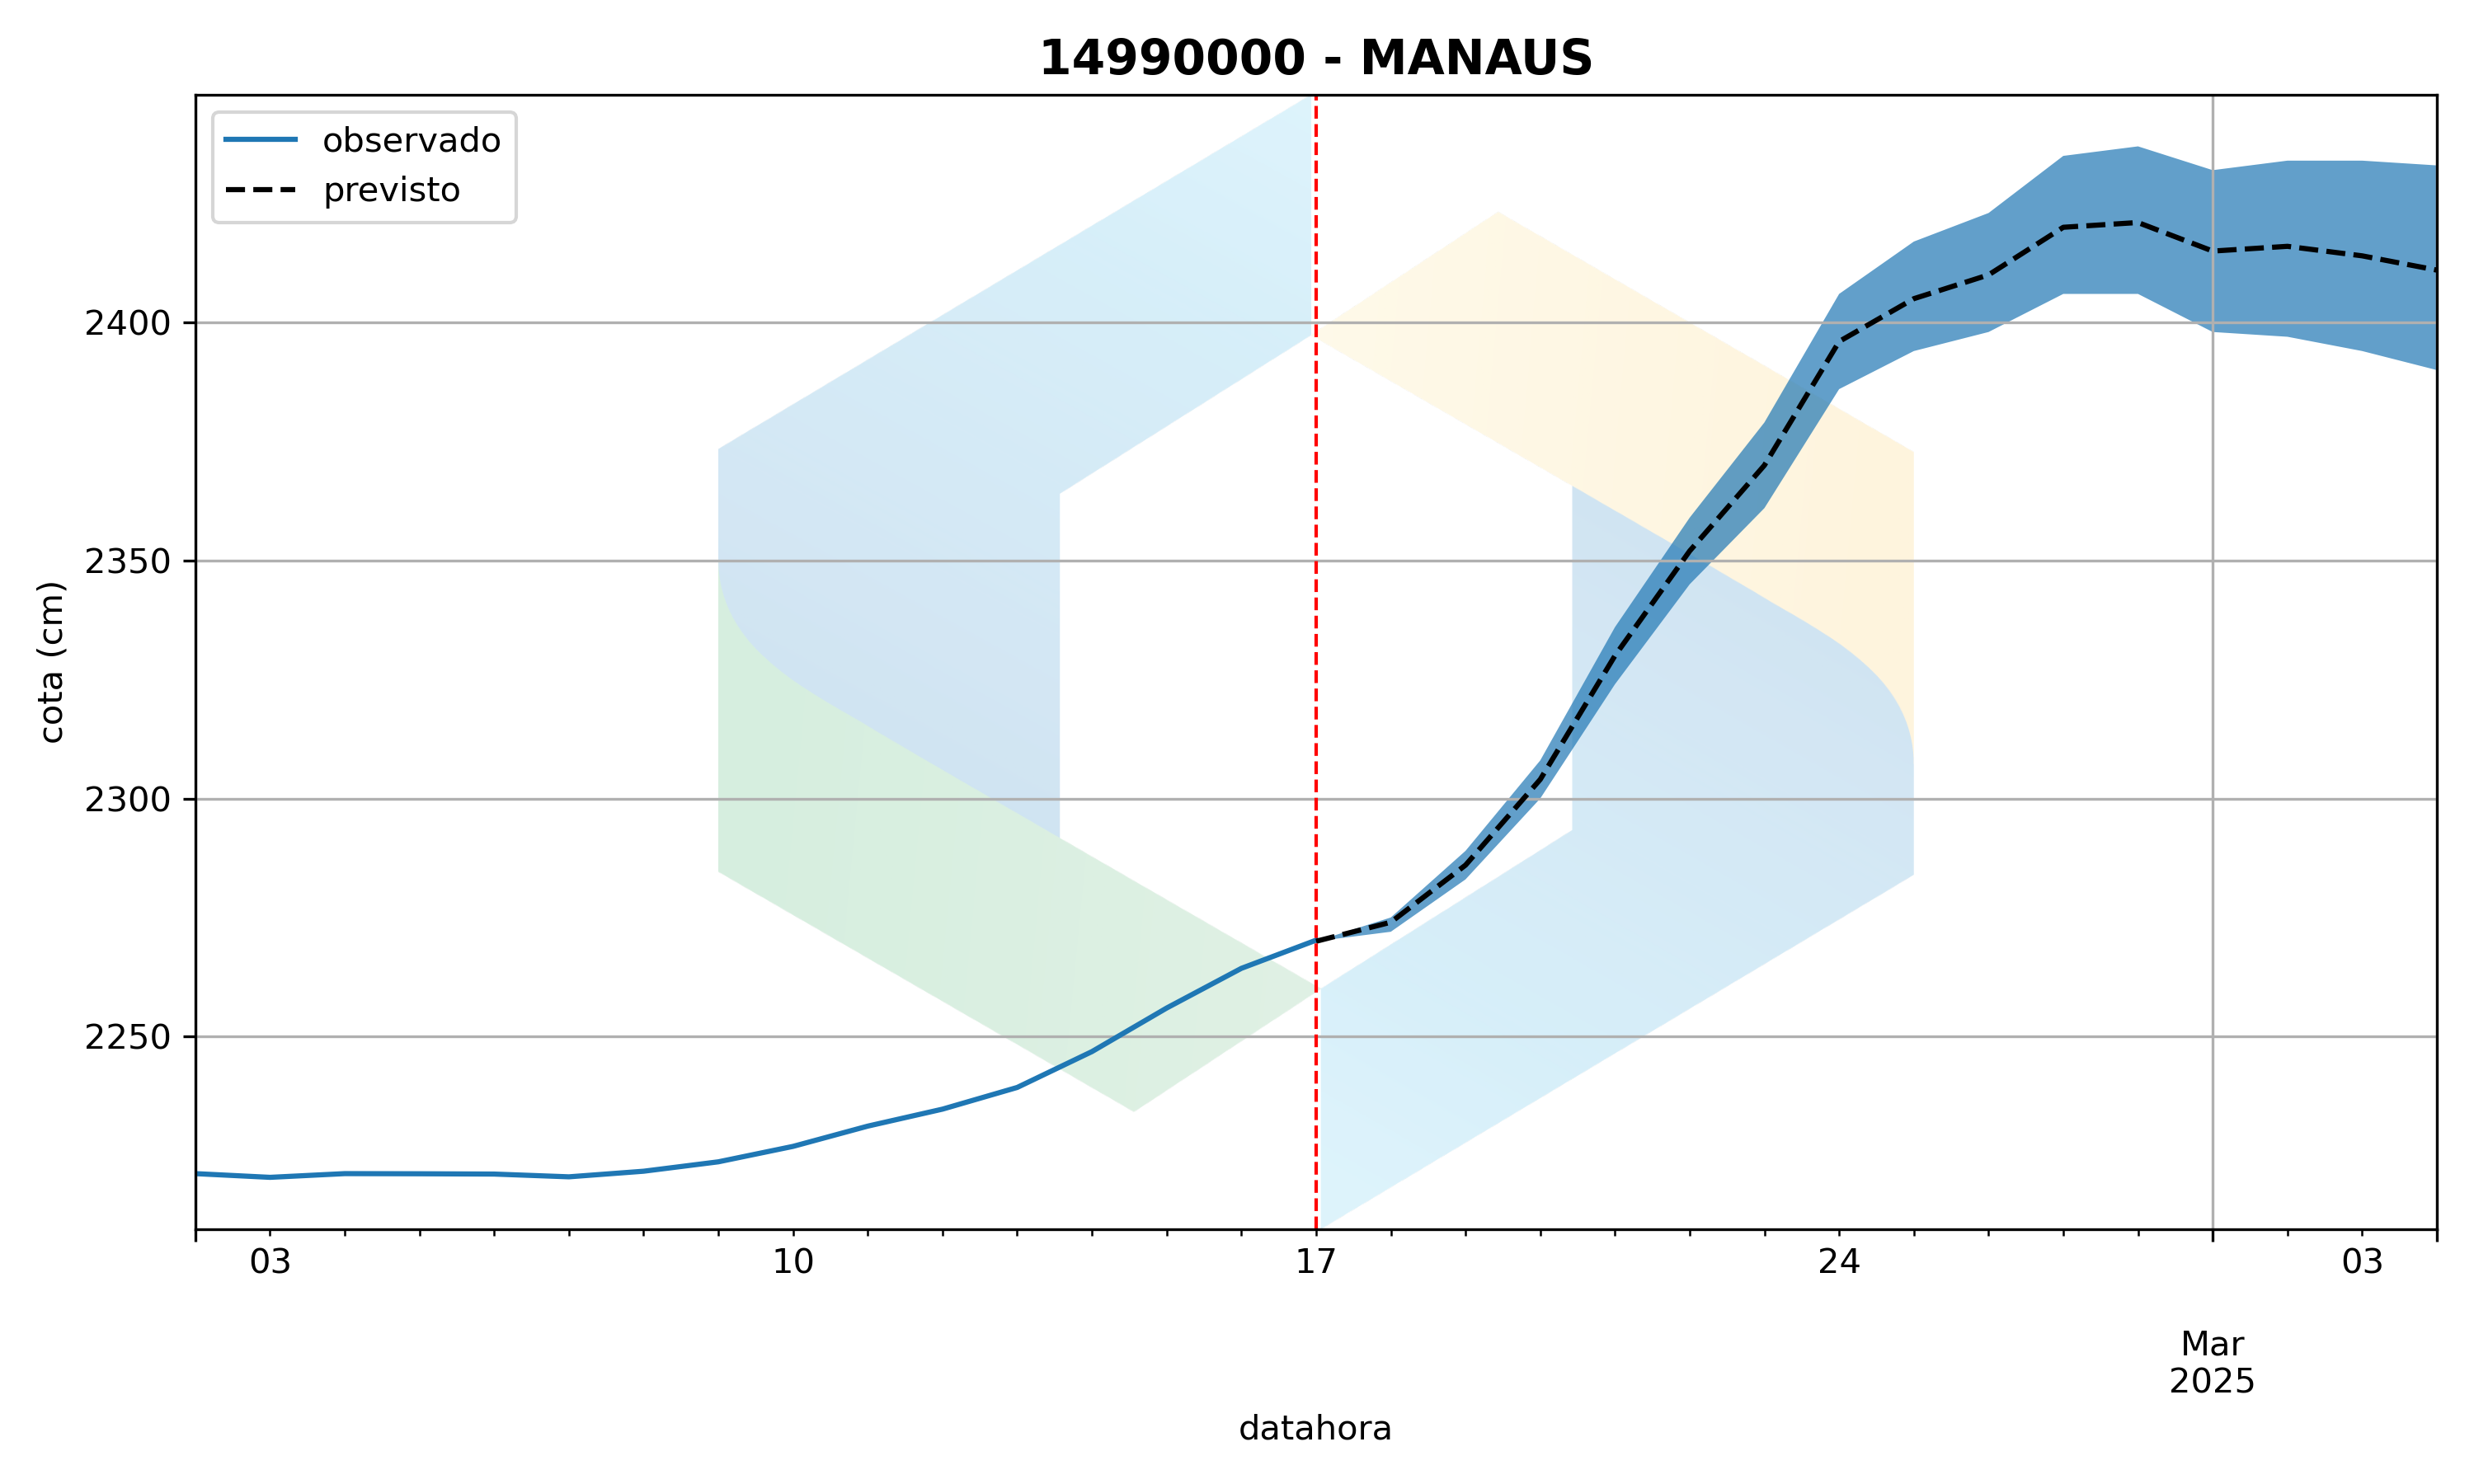 14990000 - MANAUS
observado
previsto
2400
2350
2300
2250
cota (cm)
03
10
17
24
03
Mar
2025
datahora